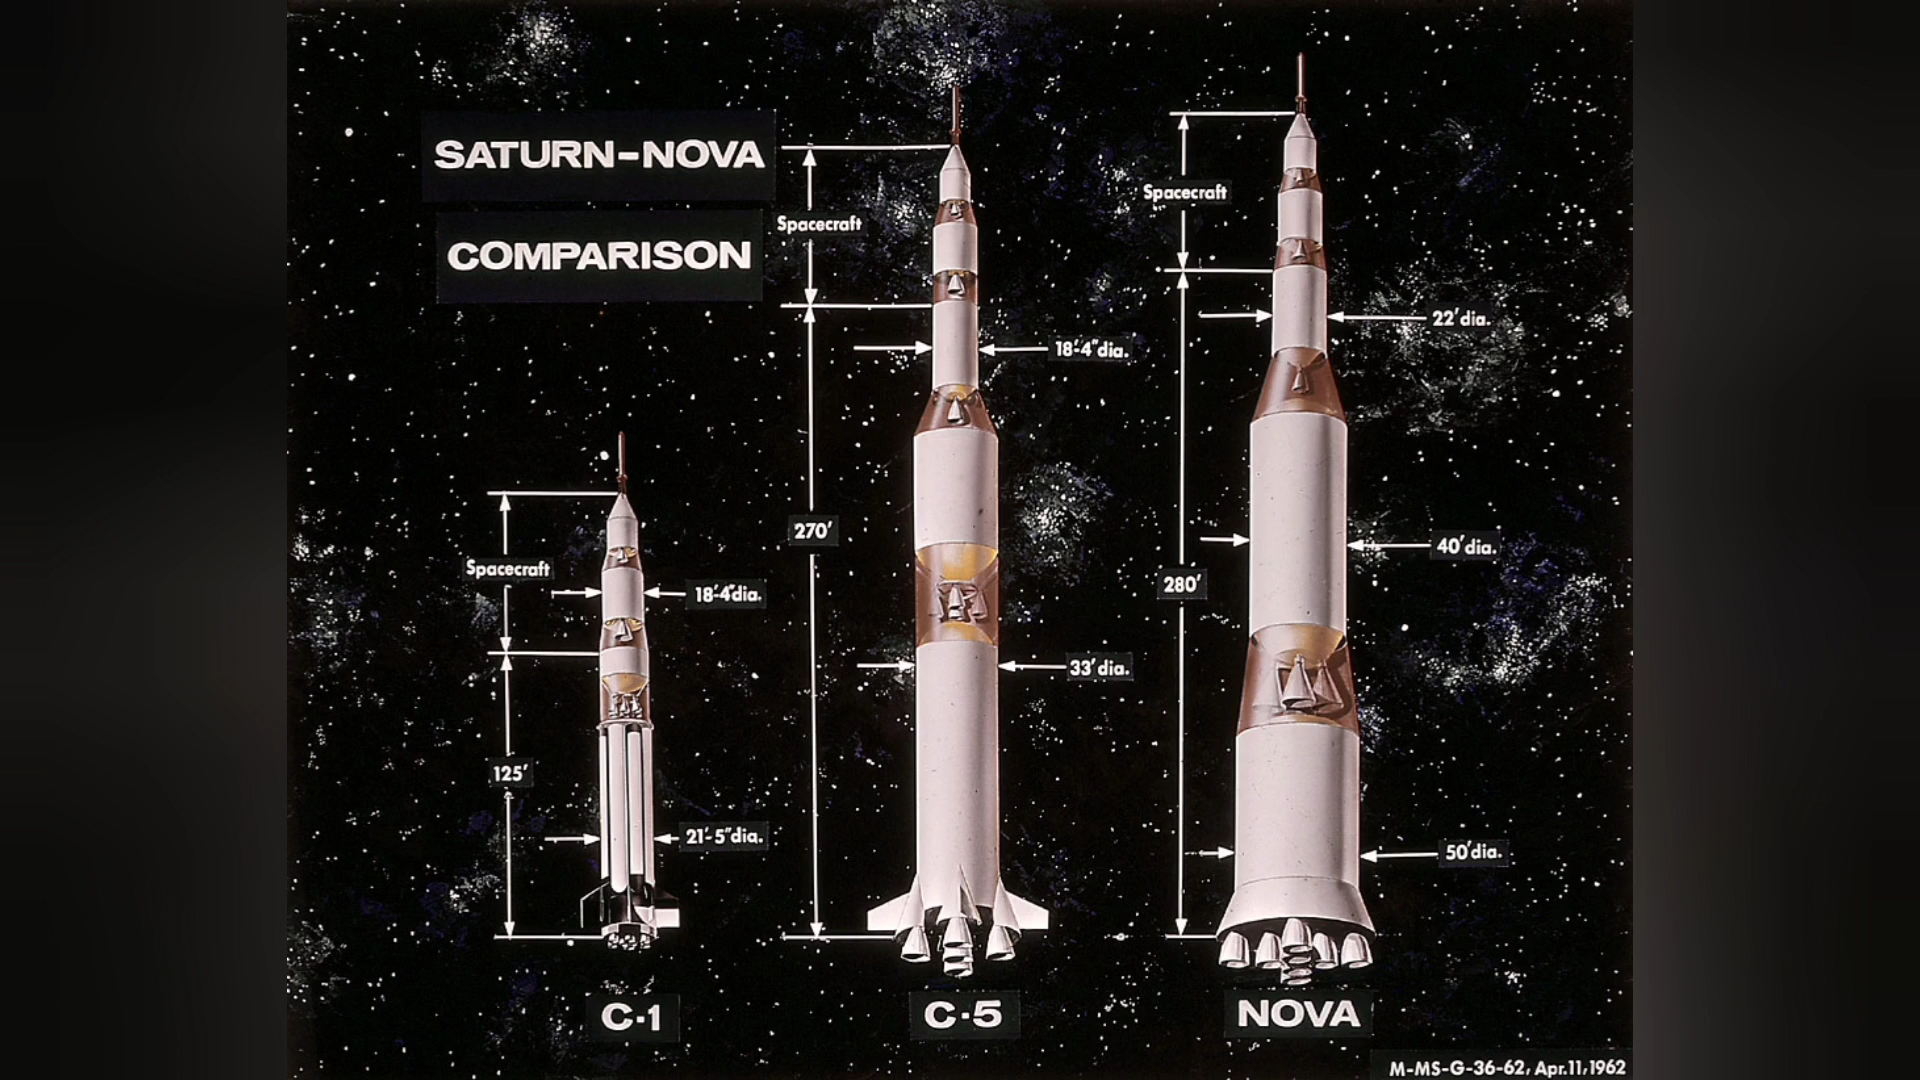 SATURN-NOVA
COMPARISON
Spacecraft
18'-4"dia.
125'
21'-5"dia.
C-1
Spacecraft
18'-4"dia.
270'
33'dia.
C-5
Spacecraft
22'dia.
40'dia.
280'
50'dia.
NOVA
M-MS-G-36-62, Apr.11,1962